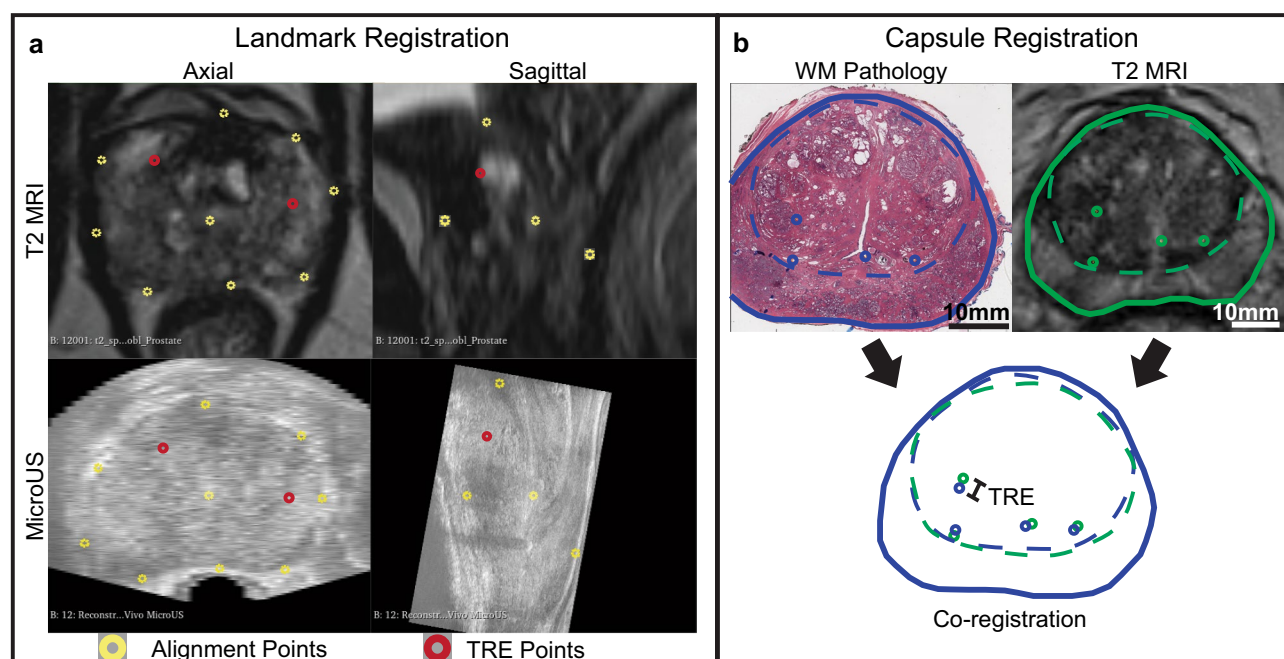 a
Landmark Registration
Axial
Sagittal
T2 MRI
B: 12001: t2_sp...obl_Prostate
B: 12001: t2_sp...obl_Prostate
MicroUS
B: 12: Reconstr...Vivo MicroUS
B: 12: Reconstr...Vivo MicroUS
Alignment Points
TRE Points
b
Capsule Registration
WM Pathology
T2 MRI
10mm
10mm
TRE
Co-registration